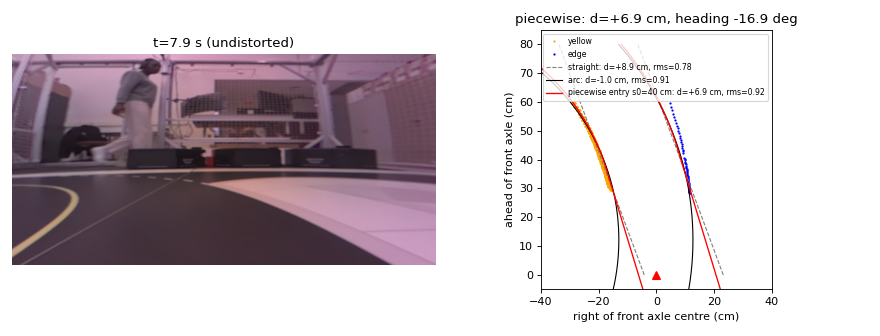 t=7.9 s (undistorted)
piecewise: d=+6.9 cm, heading -16.9 deg
yellow
edge
straight: d=+8.9 cm, rms=0.78
arc: d=-1.0 cm, rms=0.91
piecewise entry s0=40 cm: d=+6.9 cm, rms=0.92
ahead of front axle (cm)
80
70
60
50
40
30
20
10
0
−40
−20
0
20
40
right of front axle centre (cm)